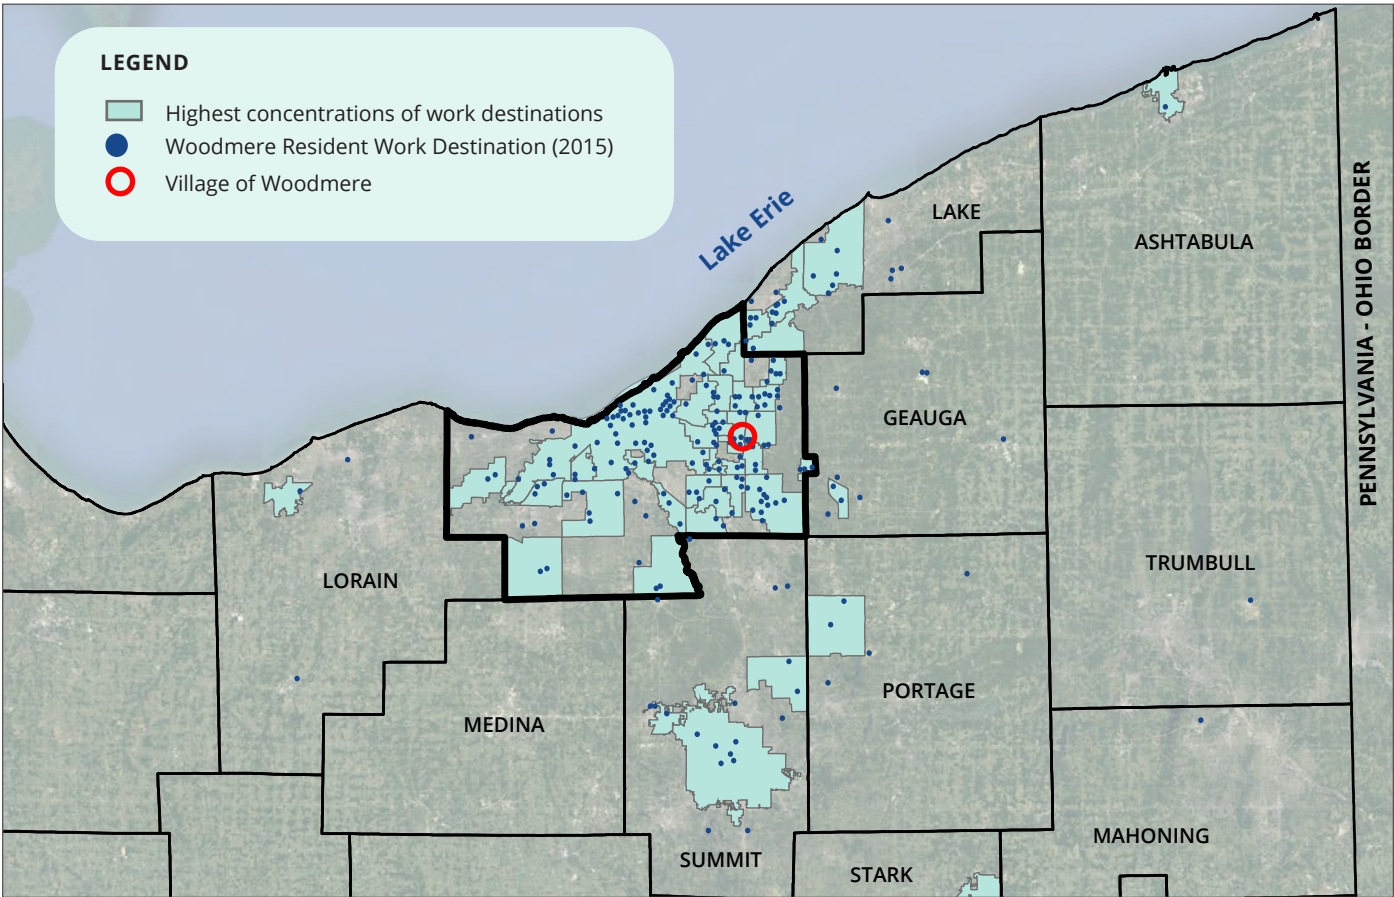 LEGEND
Highest concentrations of work destinations
Woodmere Resident Work Destination (2015)
Village of Woodmere
Lake Erie
LAKE
ASHTABULA
PENNSYLVANIA - OHIO BORDER
GEAUGA
LORAIN
TRUMBULL
MEDINA
PORTAGE
MAHONING
SUMMIT
STARK